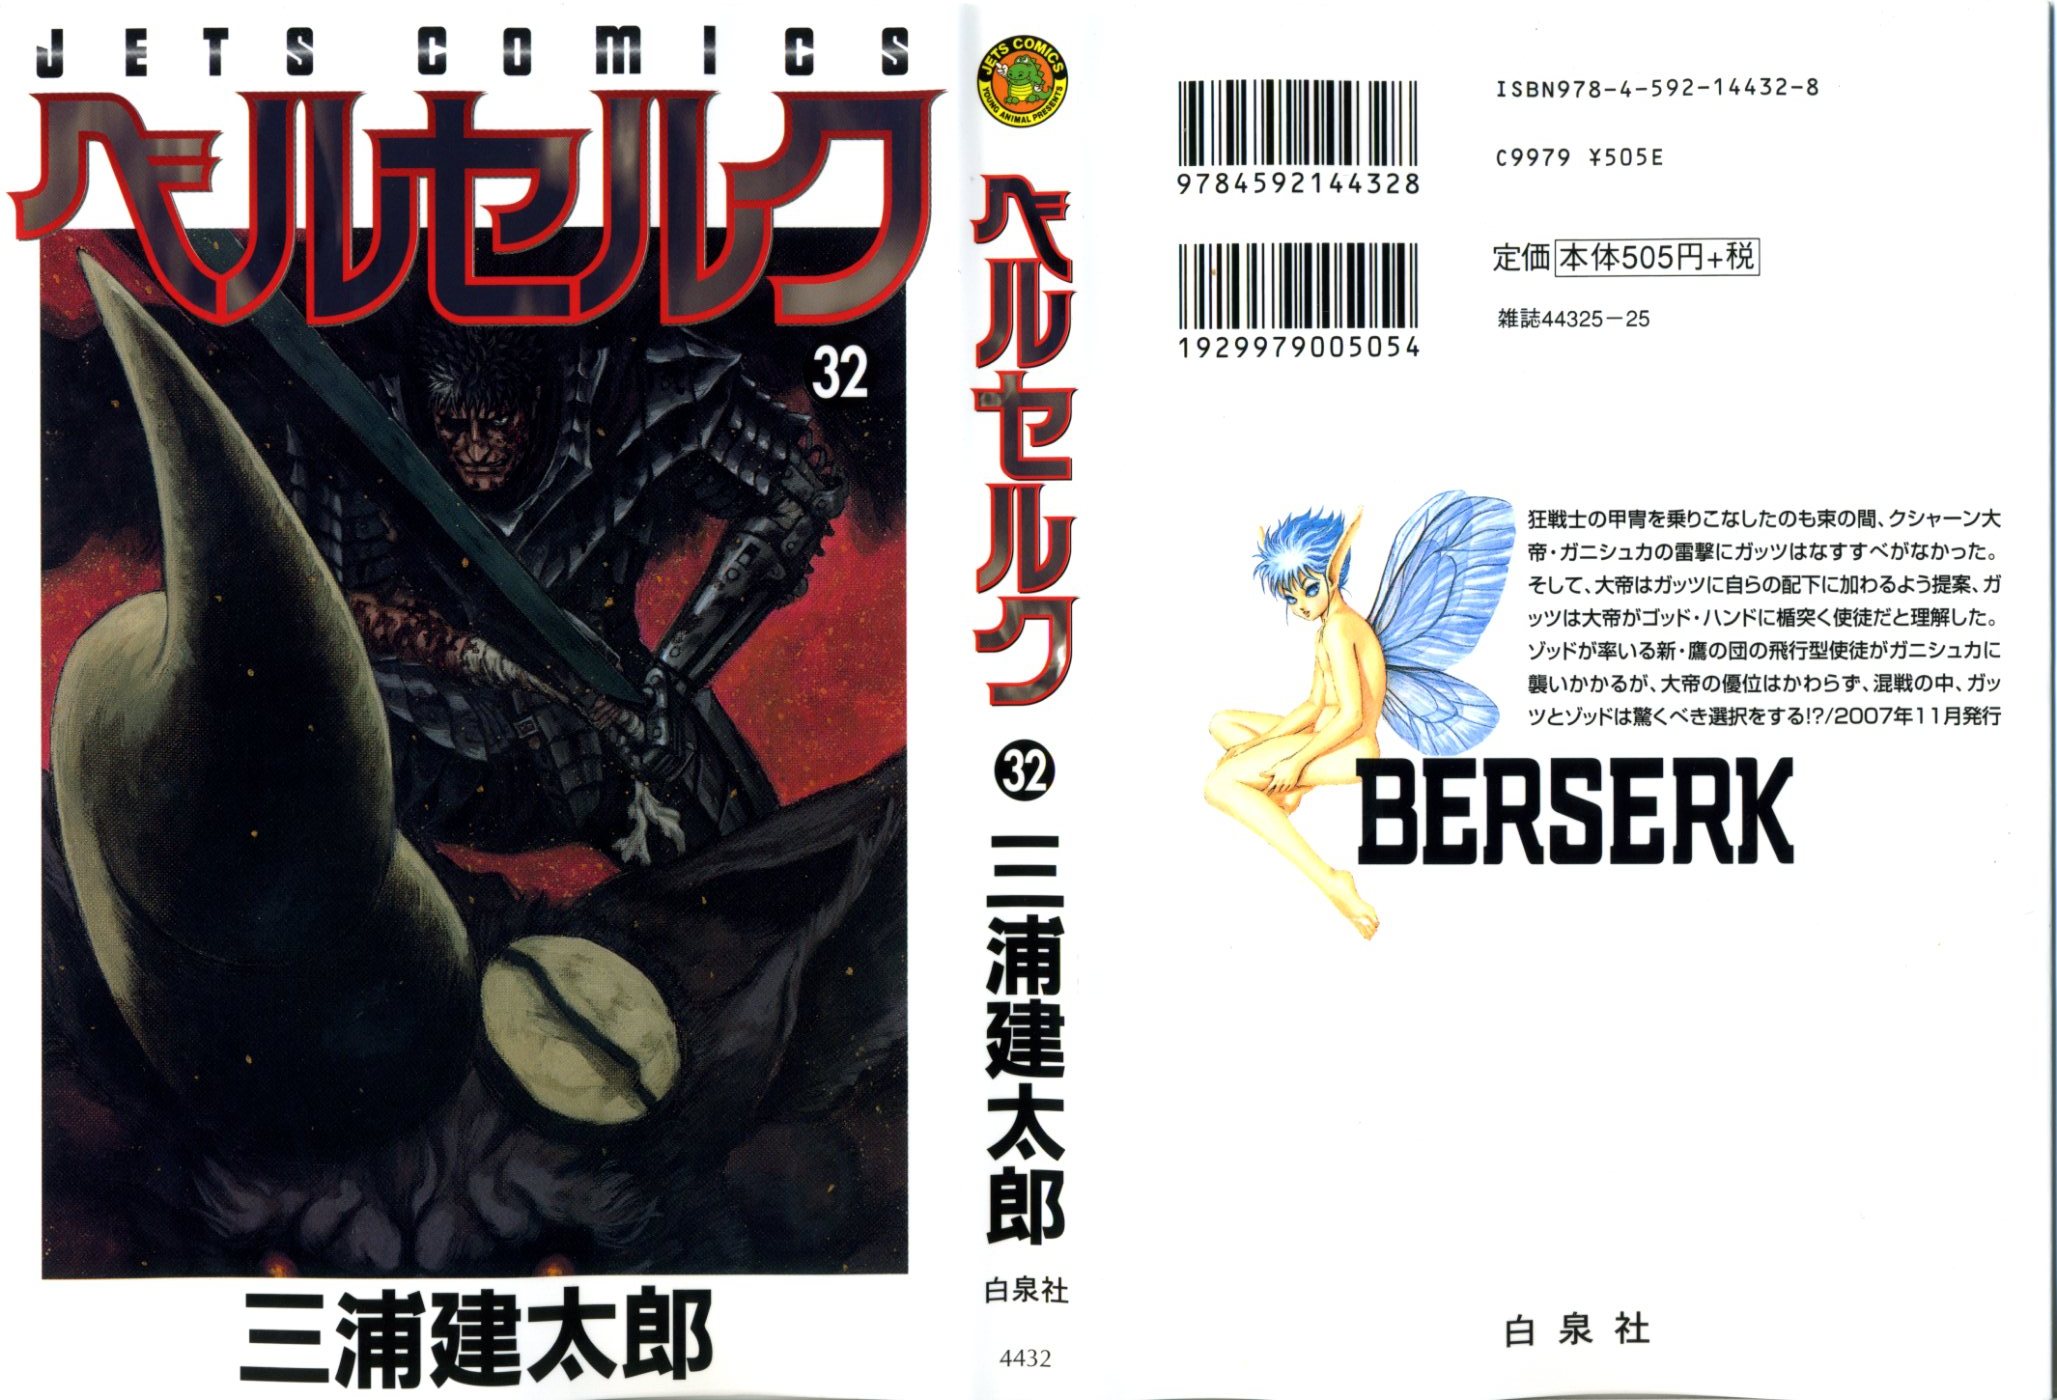 JETS COMICS
ベルセルク
32
三浦建太郎
JETS COMICS
YOUNG ANIMAL PRESENTS
ベルセルク
32
三浦建太郎
白泉社
4432
9784592144328
1929979005054
ISBN978-4-592-14432-8
C9979 ¥505E
定価 本体505円+税
雑誌44325-25
狂戦士の甲冑を乗りこなしたのも束の間、クシャーン大
帝・ガニシュカの雷撃にガッツはなすすべがなかった。
そして、大帝はガッツに自らの配下に加わるよう提案、ガ
ッツは大帝がゴッド・ハンドに楯突く使徒だと理解した。
ゾッドが率いる新・鷹の団の飛行型使徒がガニシュカに
襲いかかるが、大帝の優位はかわらず、混戦の中、ガッ
ツとゾッドは驚くべき選択をする!?/2007年11月発行
BERSERK
白泉社